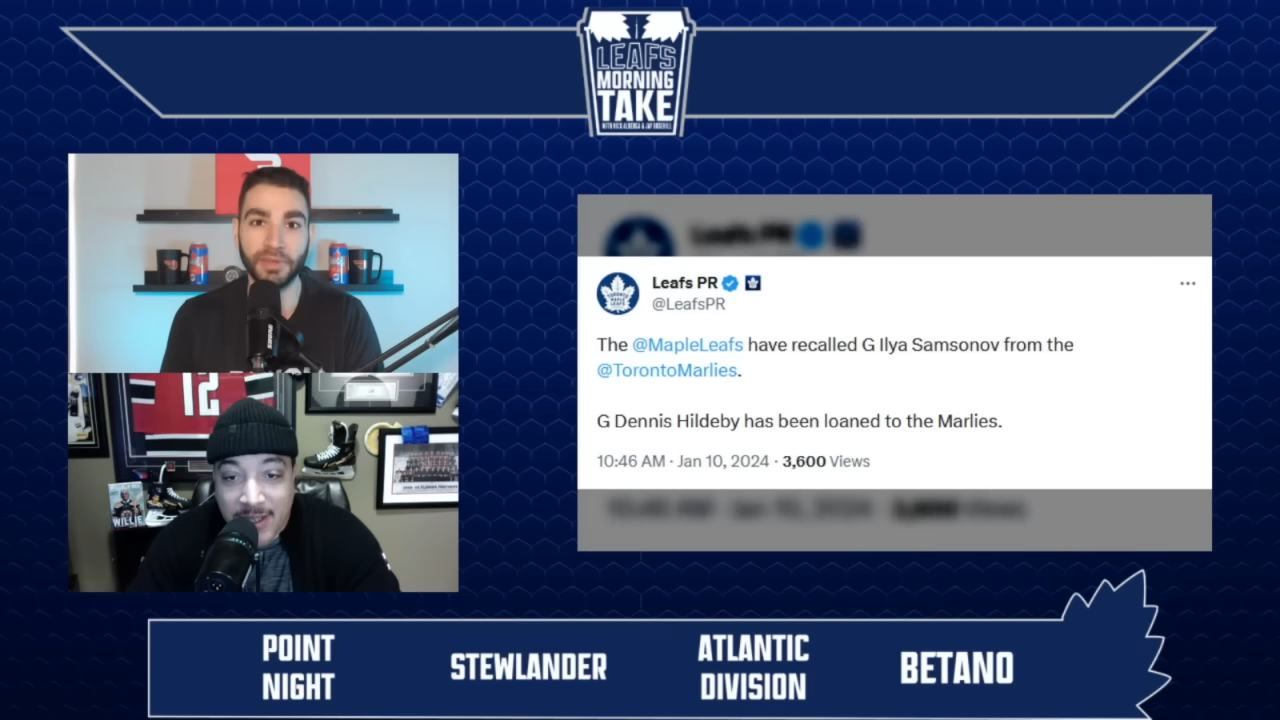 LEAFS
MORNING
TAKE
12
WILLIE
SHURE
Leafs PR
@LeafsPR
The @MapleLeafs have recalled G Ilya Samsonov from the
@TorontoMarlies.
G Dennis Hildeby has been loaned to the Marlies.
10:46 AM · Jan 10, 2024 · 3,600 Views
POINT
NIGHT
STEWLANDER
ATLANTIC
DIVISION
BETANO